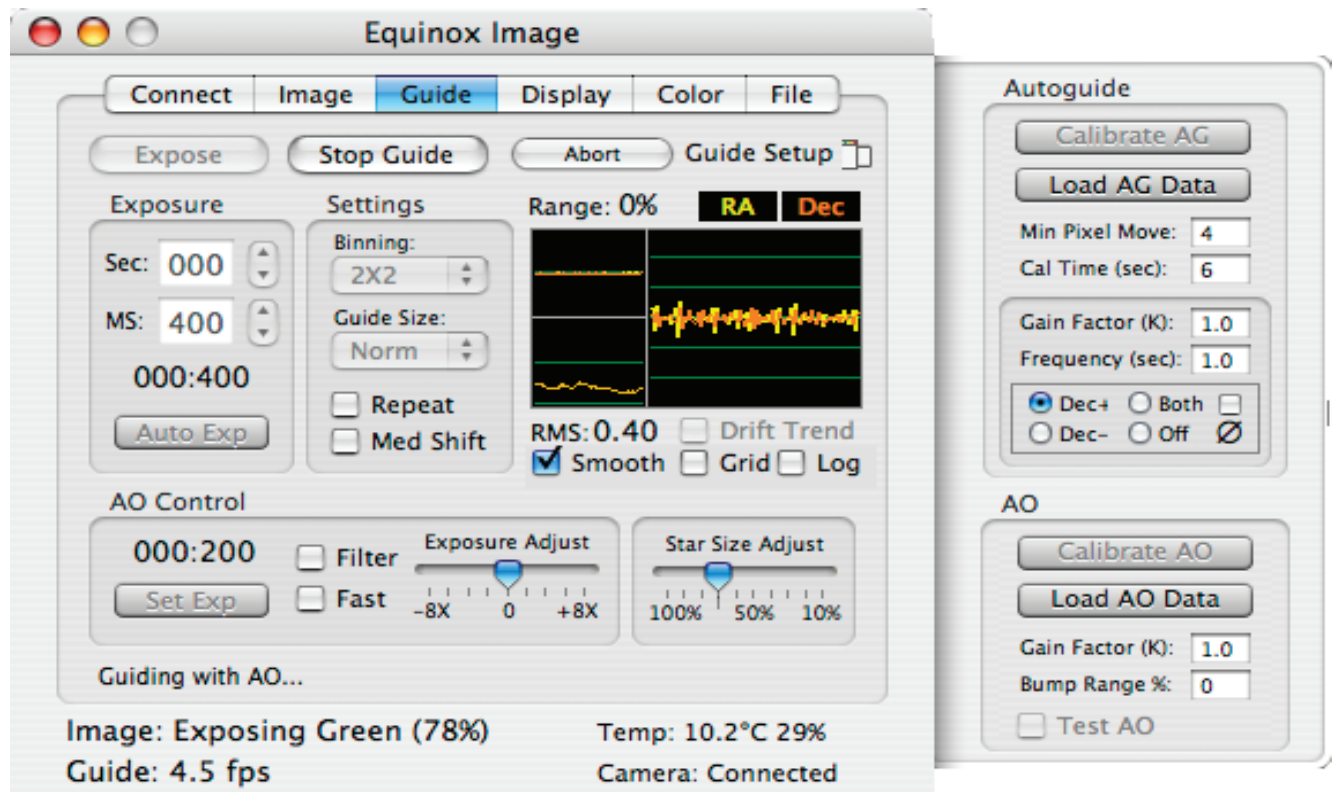 Equinox Image
Connect Image Guide Display Color File
Expose Stop Guide Abort Guide Setup
Exposure
Sec: 000
MS: 400
000:400
Auto Exp
Settings
Binning:
2X2
Guide Size:
Norm
Repeat
Med Shift
Range: 0% RA Dec
RMS: 0.40 Drift Trend
Smooth Grid Log
AO Control
000:200
Set Exp
Filter
Fast
Exposure Adjust
-8X 0 +8X
Star Size Adjust
100% 50% 10%
Guiding with AO...
Image: Exposing Green (78%)
Guide: 4.5 fps
Temp: 10.2°C 29%
Camera: Connected
Autoguide
Calibrate AG
Load AG Data
Min Pixel Move: 4
Cal Time (sec): 6
Gain Factor (K): 1.0
Frequency (sec): 1.0
Dec+ Both
Dec- Off Ø
AO
Calibrate AO
Load AO Data
Gain Factor (K): 1.0
Bump Range %: 0
Test AO